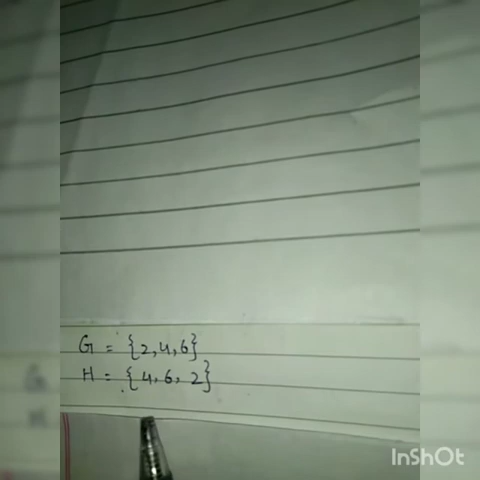 G = {2, 4, 6}
H = {4, 6, 2}
InShOt